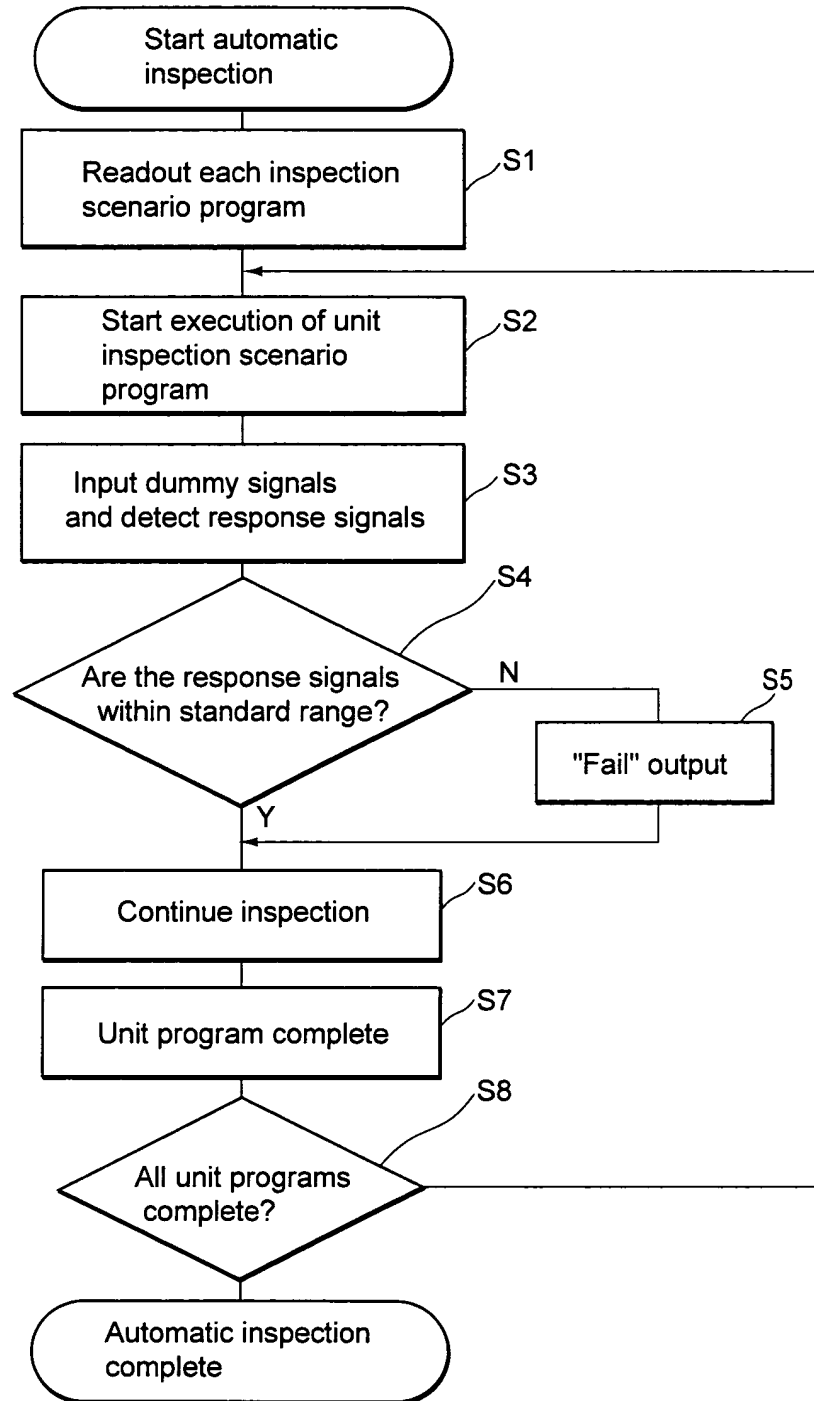 Start automatic
inspection
S1
Readout each inspection
scenario program
S2
Start execution of unit
inspection scenario
program
S3
Input dummy signals
and detect response signals
S4
Are the response signals
within standard range?
N
S5
"Fail" output
Y
S6
Continue inspection
S7
Unit program complete
S8
All unit programs
complete?
Automatic inspection
complete